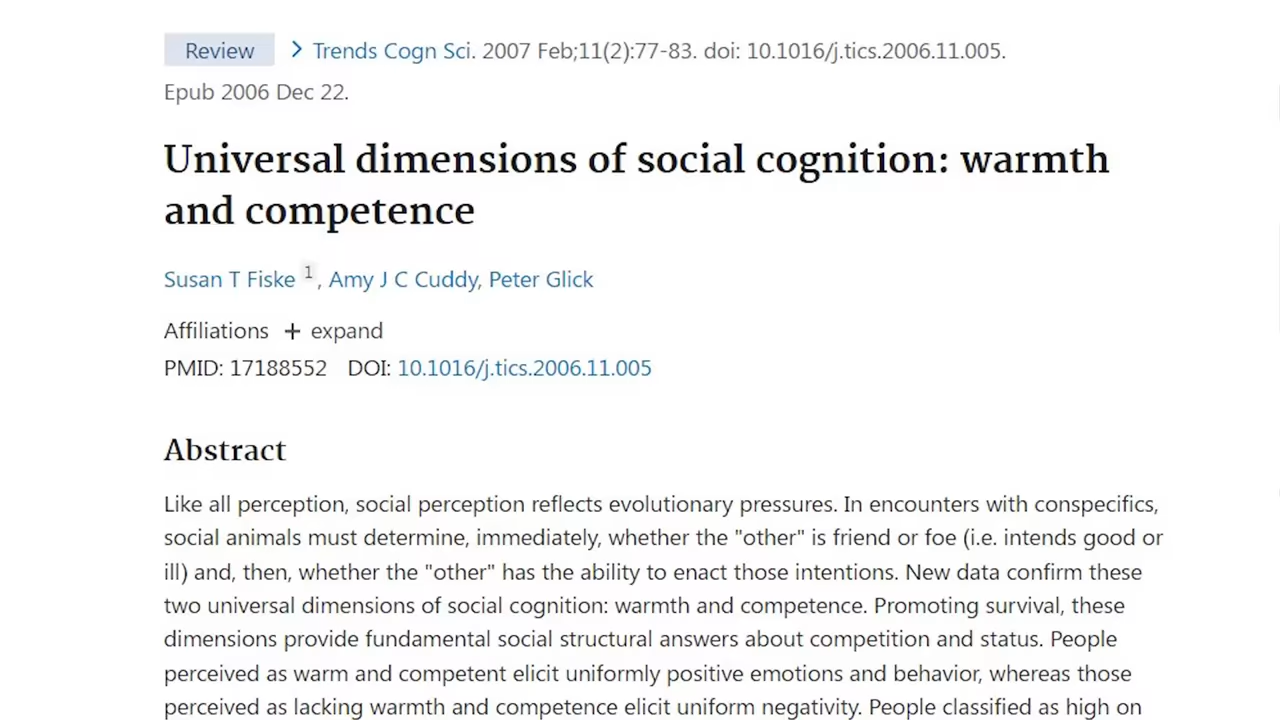 Review > Trends Cogn Sci. 2007 Feb;11(2):77-83. doi: 10.1016/j.tics.2006.11.005.
Epub 2006 Dec 22.
Universal dimensions of social cognition: warmth
and competence
Susan T Fiske 1, Amy J C Cuddy, Peter Glick
Affiliations + expand
PMID: 17188552 DOI: 10.1016/j.tics.2006.11.005
Abstract
Like all perception, social perception reflects evolutionary pressures. In encounters with conspecifics,
social animals must determine, immediately, whether the "other" is friend or foe (i.e. intends good or
ill) and, then, whether the "other" has the ability to enact those intentions. New data confirm these
two universal dimensions of social cognition: warmth and competence. Promoting survival, these
dimensions provide fundamental social structural answers about competition and status. People
perceived as warm and competent elicit uniformly positive emotions and behavior, whereas those
perceived as lacking warmth and competence elicit uniform negativity. People classified as high on